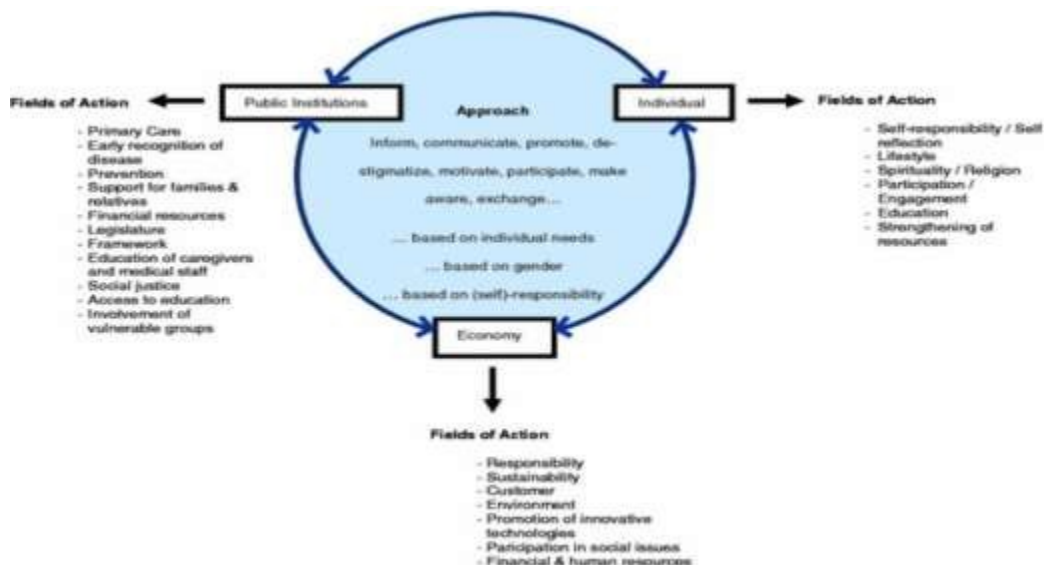 Public Institutions
Individual
Fields of Action
- Primary Care
- Early recognition of
disease
- Prevention
- Support for families &
relatives
- Financial resources
- Legislature
- Framework
- Education of caregivers
and medical staff
- Social justice
- Access to education
- Involvement of
vulnerable groups
Approach
Inform, communicate, promote, de-
stigmatize, motivate, participate, make
aware, exchange...
... based on individual needs
... based on gender
... based on (self)-responsibility
Fields of Action
- Self-responsibility / Self
reflection
- Lifestyle
- Spirituality / Religion
- Participation /
Engagement
- Education
- Strengthening of
resources
Economy
Fields of Action
- Responsibility
- Sustainability
- Customer
- Environment
- Promotion of innovative
technologies
- Paricipation in social issues
- Financial & human resources